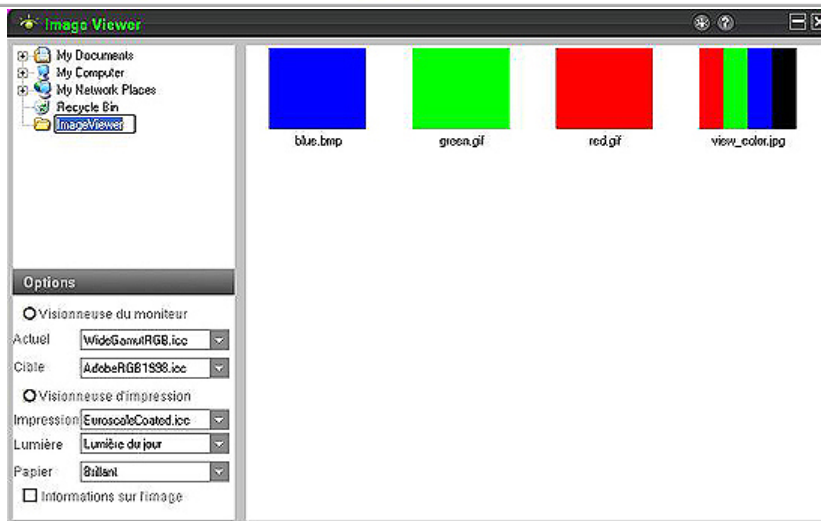 Image Viewer
My Documents
My Computer
My Network Places
Recycle Bin
ImageViewer
blue.bmp
green.gif
red.gif
view_color.jpg
Options
Visionneuse du moniteur
Actuel WideGamutRGB.icc
Cible AdobeRGB1998.icc
Visionneuse d'impression
Impression EuroscaleCoated.icc
Lumière Lumière du jour
Papier Brillant
Informations sur l'image